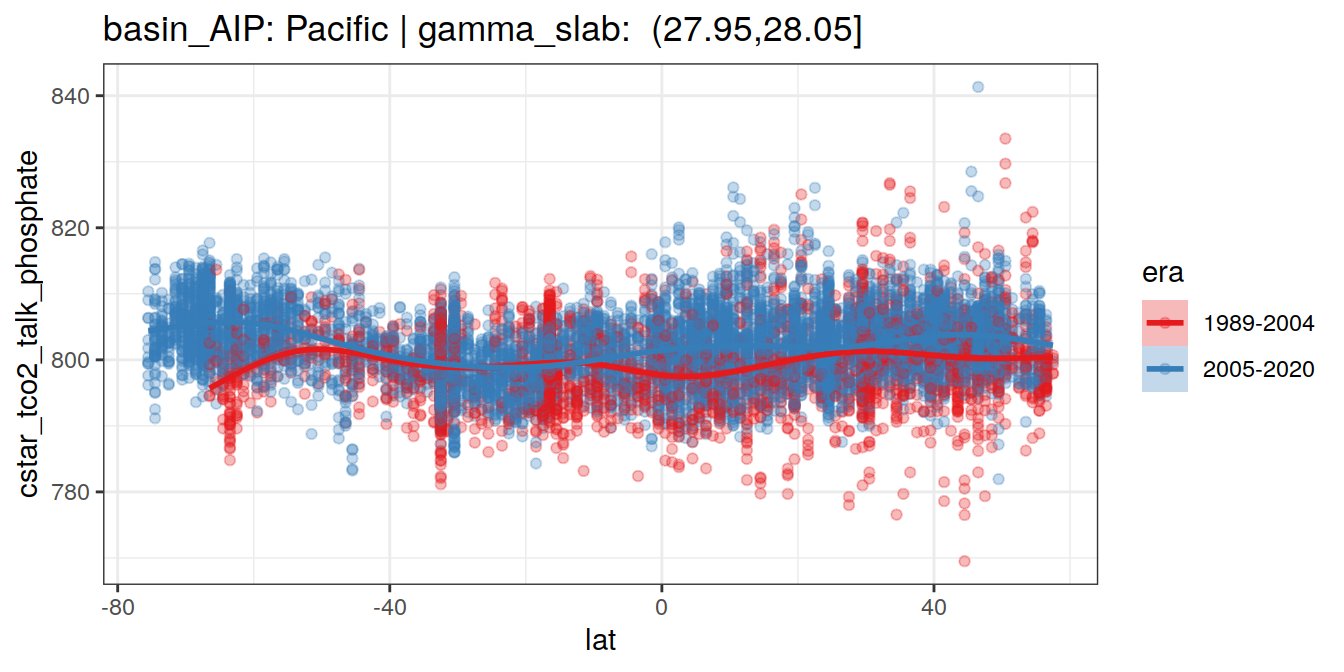 basin_AIP: Pacific | gamma_slab:  (27.95,28.05]
cstar_tco2_talk_phosphate
840
820
800
780
-80
-40
0
40
lat
era
1989-2004
2005-2020